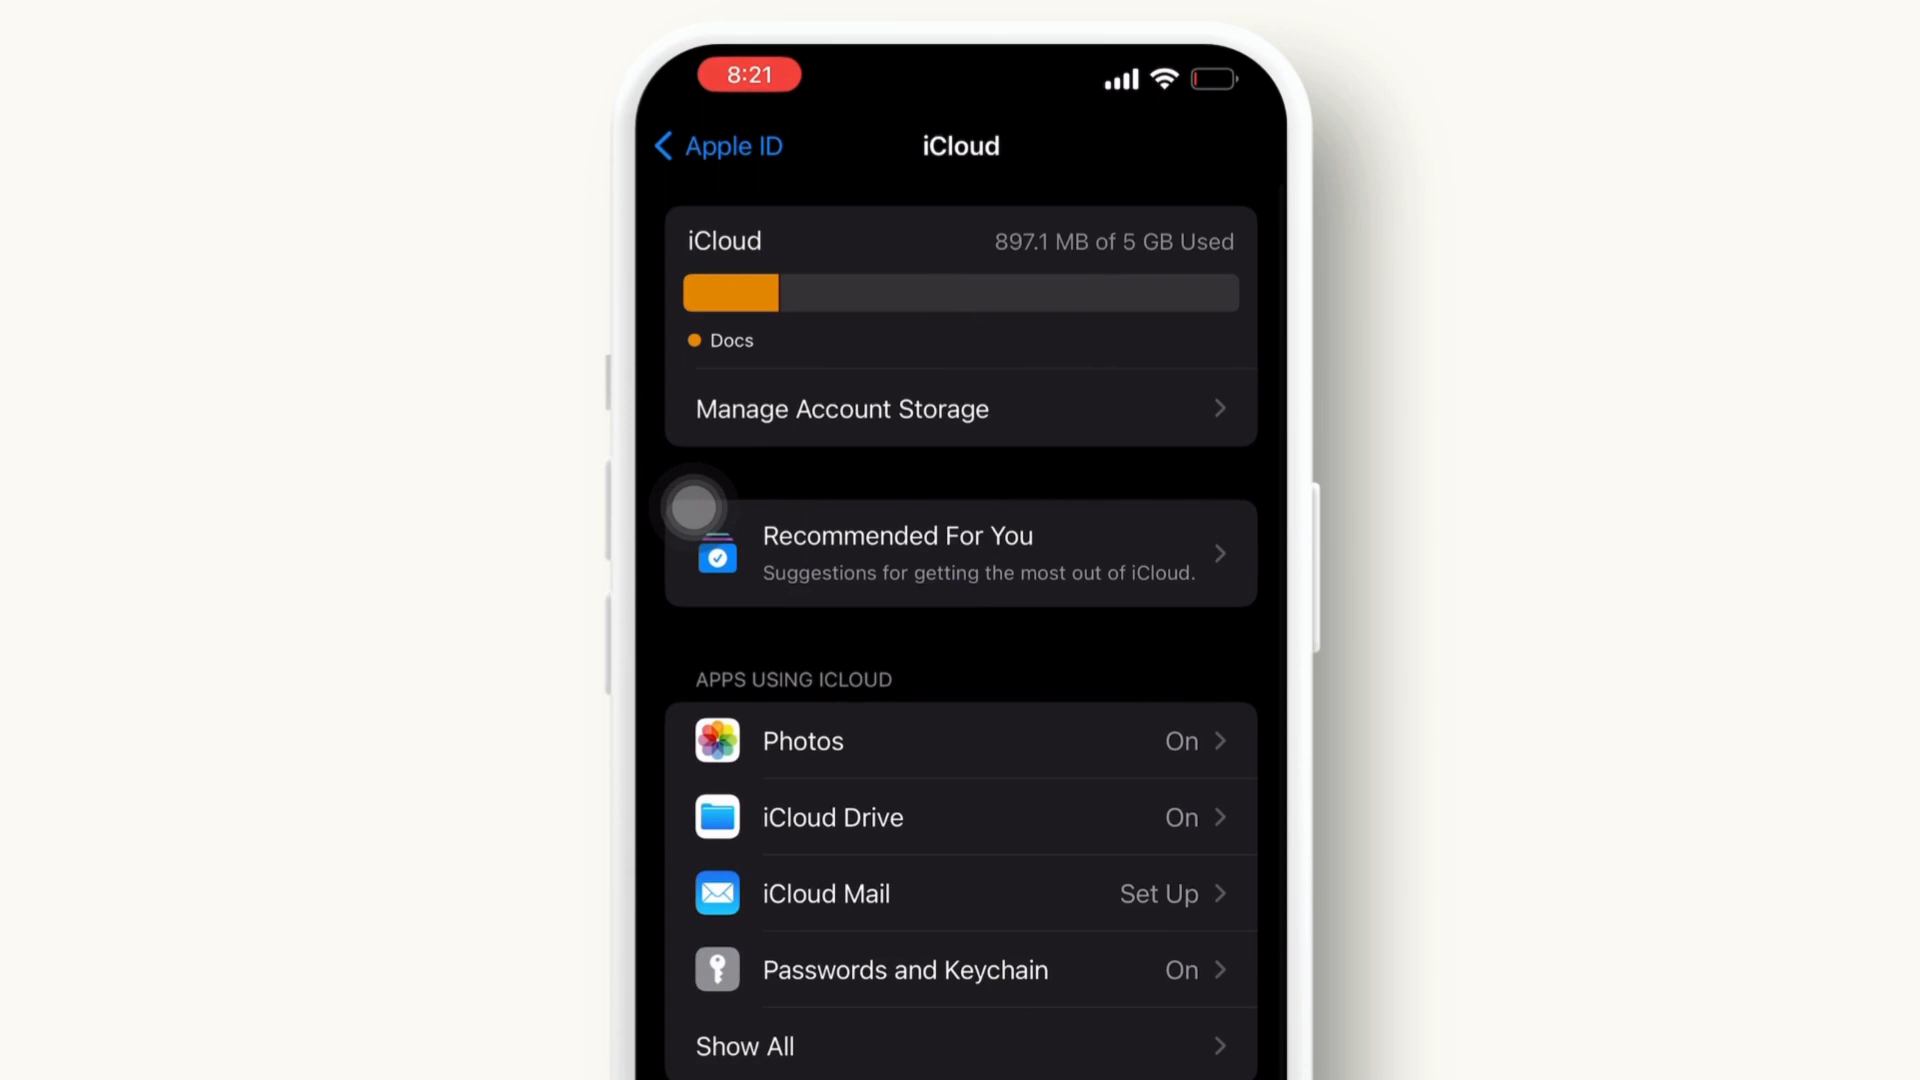 8:21
Apple ID
iCloud
iCloud
897.1 MB of 5 GB Used
Docs
Manage Account Storage
Recommended For You
Suggestions for getting the most out of iCloud.
APPS USING ICLOUD
Photos
On
iCloud Drive
On
iCloud Mail
Set Up
Passwords and Keychain
On
Show All